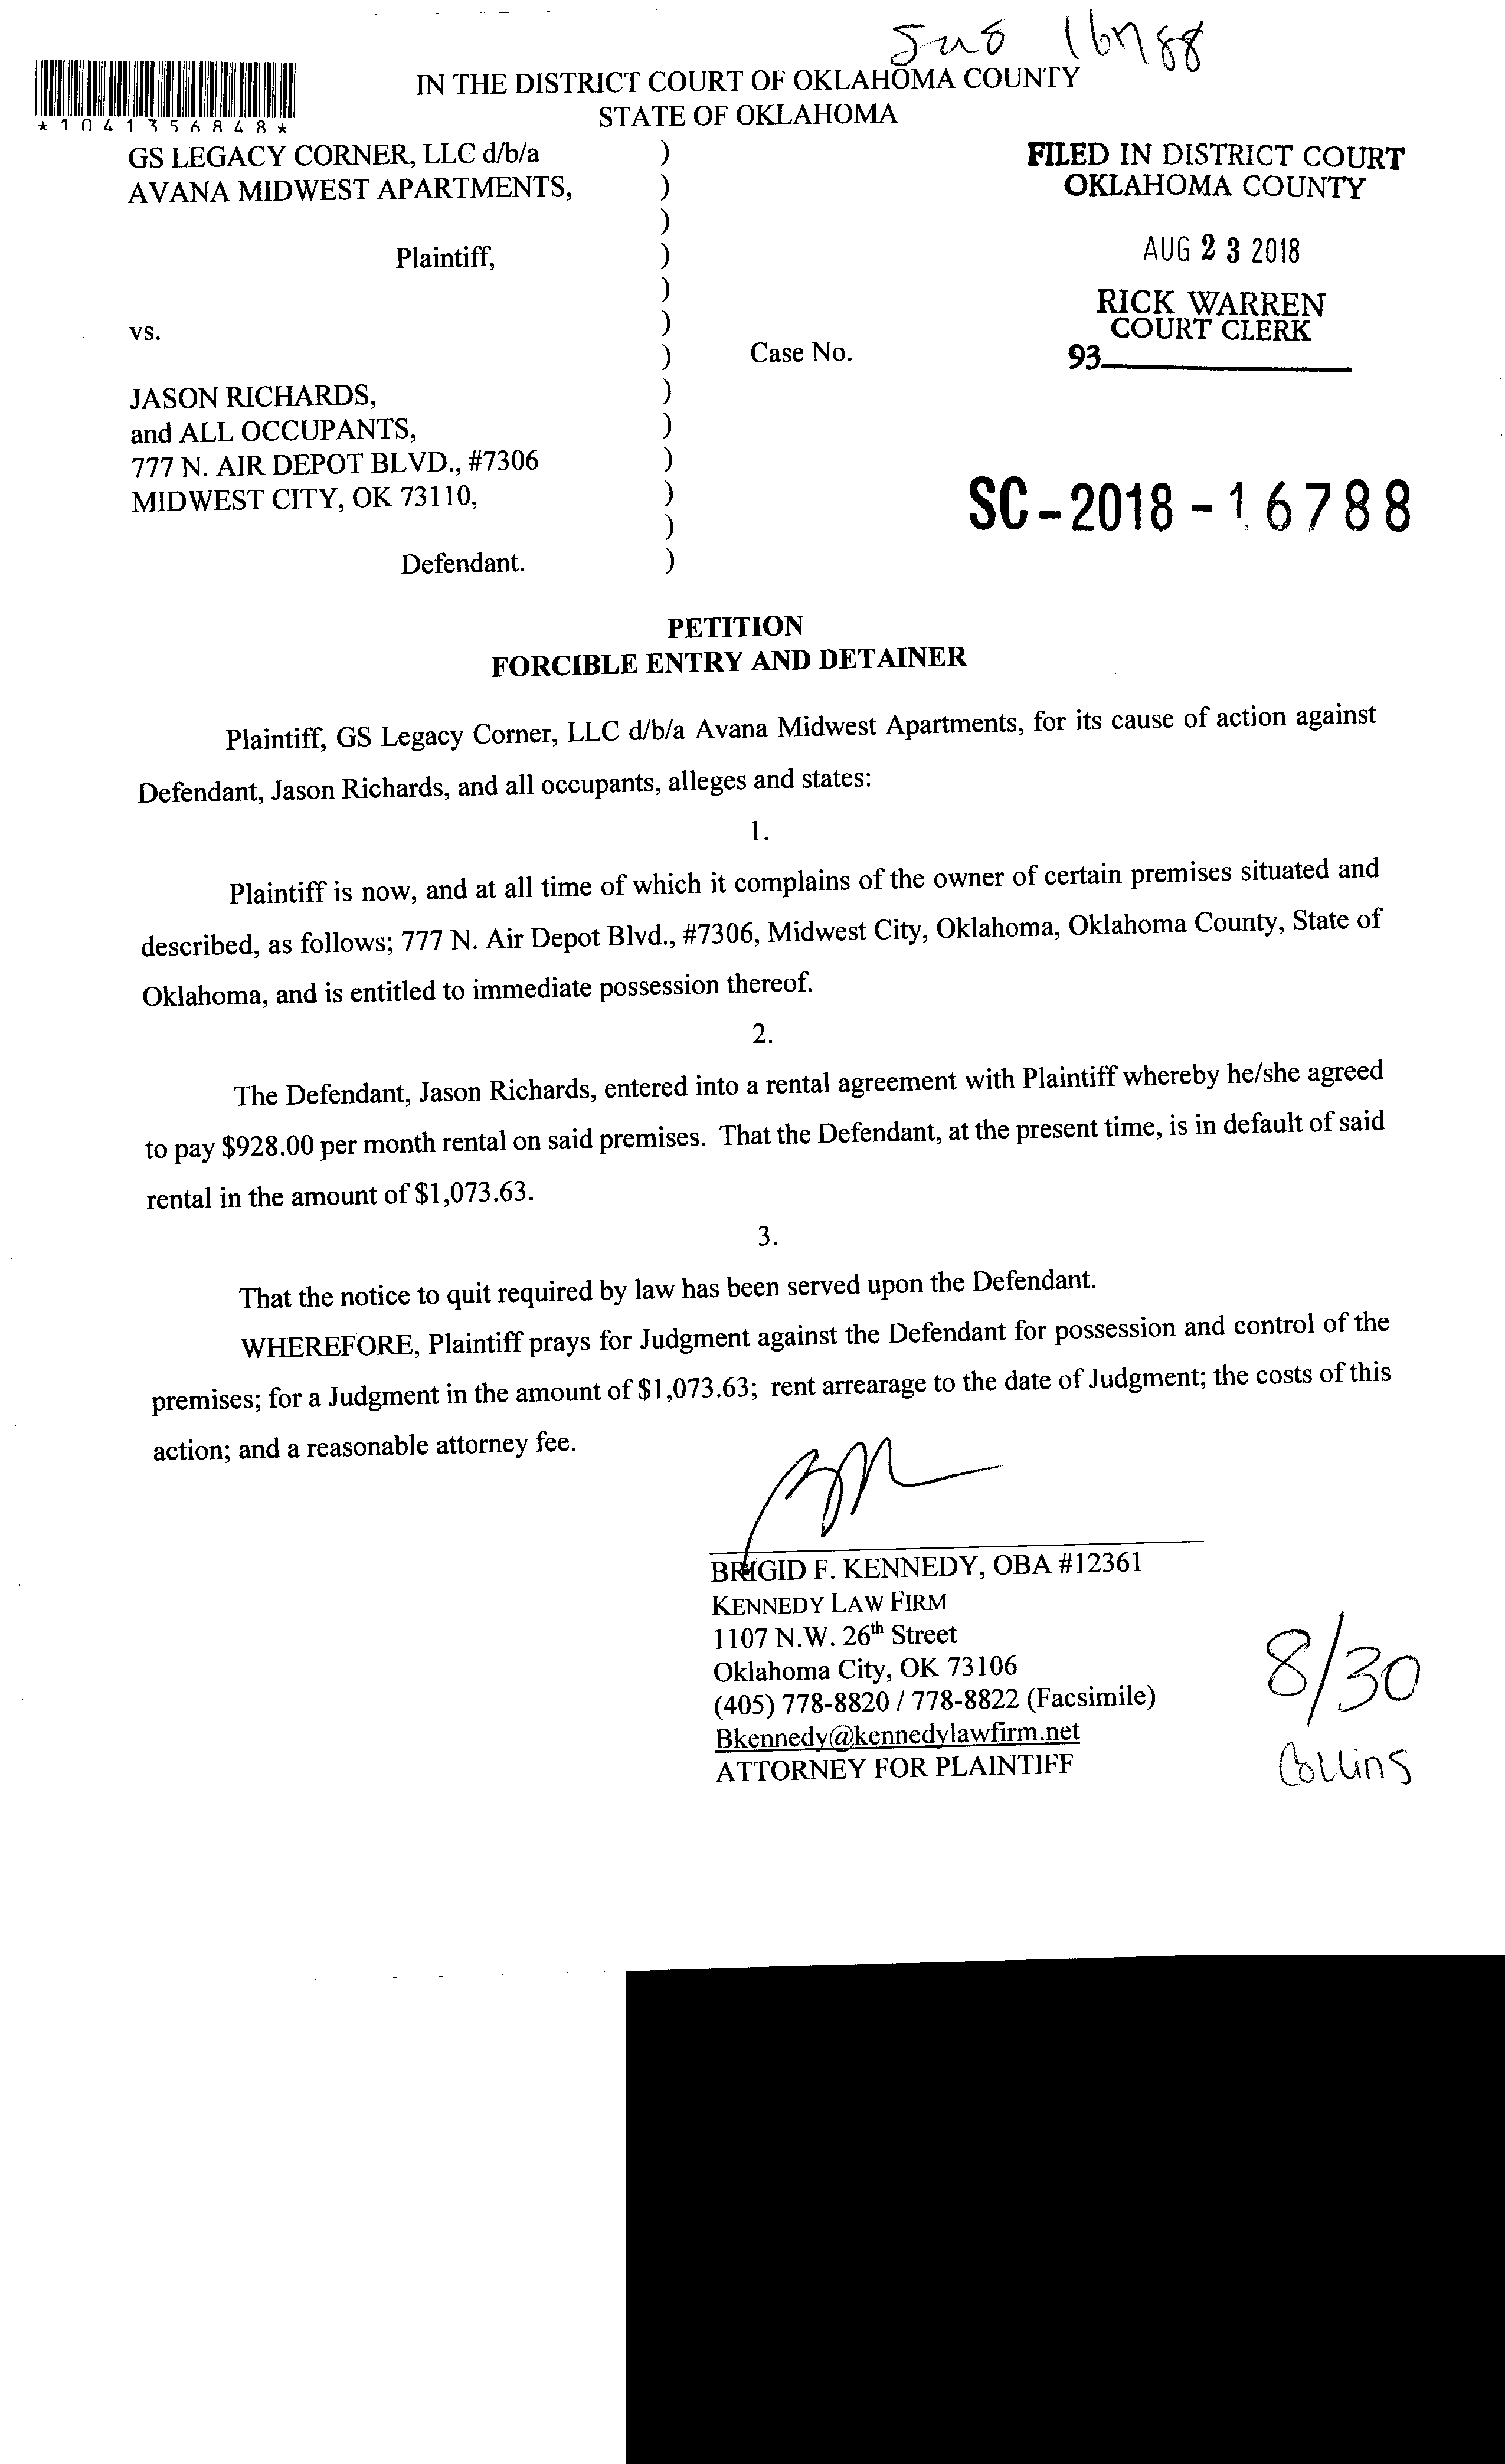 16788
IN THE DISTRICT COURT OF OKLAHOMA COUNTY
STATE OF OKLAHOMA
*1041356848*
GS LEGACY CORNER, LLC d/b/a )
AVANA MIDWEST APARTMENTS, )
)
Plaintiff, )
)
vs. )
) Case No.
JASON RICHARDS, )
and ALL OCCUPANTS, )
777 N. AIR DEPOT BLVD., #7306 )
MIDWEST CITY, OK 73110, )
)
Defendant. )
FILED IN DISTRICT COURT
OKLAHOMA COUNTY
AUG 23 2018
RICK WARREN
COURT CLERK
93
SC-2018-16788
PETITION
FORCIBLE ENTRY AND DETAINER
Plaintiff, GS Legacy Corner, LLC d/b/a Avana Midwest Apartments, for its cause of action against
Defendant, Jason Richards, and all occupants, alleges and states:
1.
Plaintiff is now, and at all time of which it complains of the owner of certain premises situated and
described, as follows; 777 N. Air Depot Blvd., #7306, Midwest City, Oklahoma, Oklahoma County, State of
Oklahoma, and is entitled to immediate possession thereof.
2.
The Defendant, Jason Richards, entered into a rental agreement with Plaintiff whereby he/she agreed
to pay $928.00 per month rental on said premises. That the Defendant, at the present time, is in default of said
rental in the amount of $1,073.63.
3.
That the notice to quit required by law has been served upon the Defendant.
WHEREFORE, Plaintiff prays for Judgment against the Defendant for possession and control of the
premises; for a Judgment in the amount of $1,073.63; rent arrearage to the date of Judgment; the costs of this
action; and a reasonable attorney fee.
BRIGID F. KENNEDY, OBA #12361
KENNEDY LAW FIRM
1107 N.W. 26th Street
Oklahoma City, OK 73106
(405) 778-8820 / 778-8822 (Facsimile)
Bkennedy@kennedylawfirm.net
ATTORNEY FOR PLAINTIFF
8/30
Collins